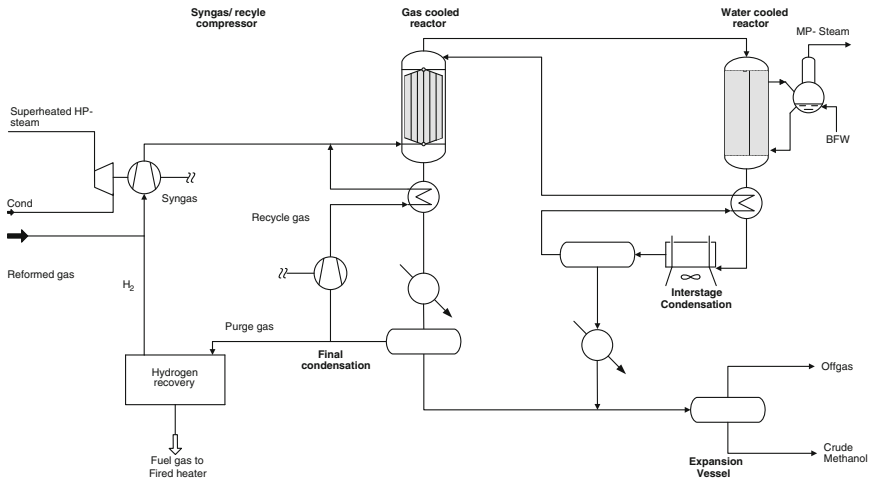 Syngas/ recyle
compressor
Gas cooled
reactor
Water cooled
reactor
MP- Steam
Superheated HP-
steam
BFW
Syngas
Cond
Recycle gas
Reformed gas
H2
Interstage
Condensation
Purge gas
Final
condensation
Hydrogen
recovery
Offgas
Fuel gas to
Fired heater
Crude
Methanol
Expansion
Vessel